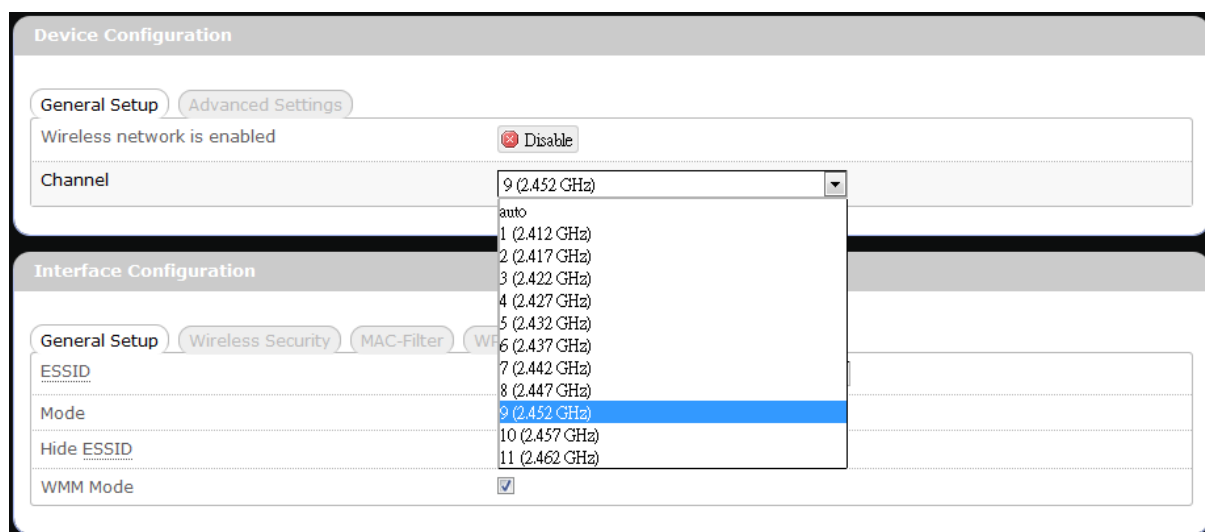 Device Configuration
General Setup Advanced Settings
Wireless network is enabled Disable
Channel 9 (2.452 GHz)
auto
1 (2.412 GHz)
2 (2.417 GHz)
3 (2.422 GHz)
4 (2.427 GHz)
5 (2.432 GHz)
6 (2.437 GHz)
7 (2.442 GHz)
8 (2.447 GHz)
9 (2.452 GHz)
10 (2.457 GHz)
11 (2.462 GHz)
Interface Configuration
General Setup Wireless Security MAC-Filter
ESSID
Mode
Hide ESSID
WMM Mode